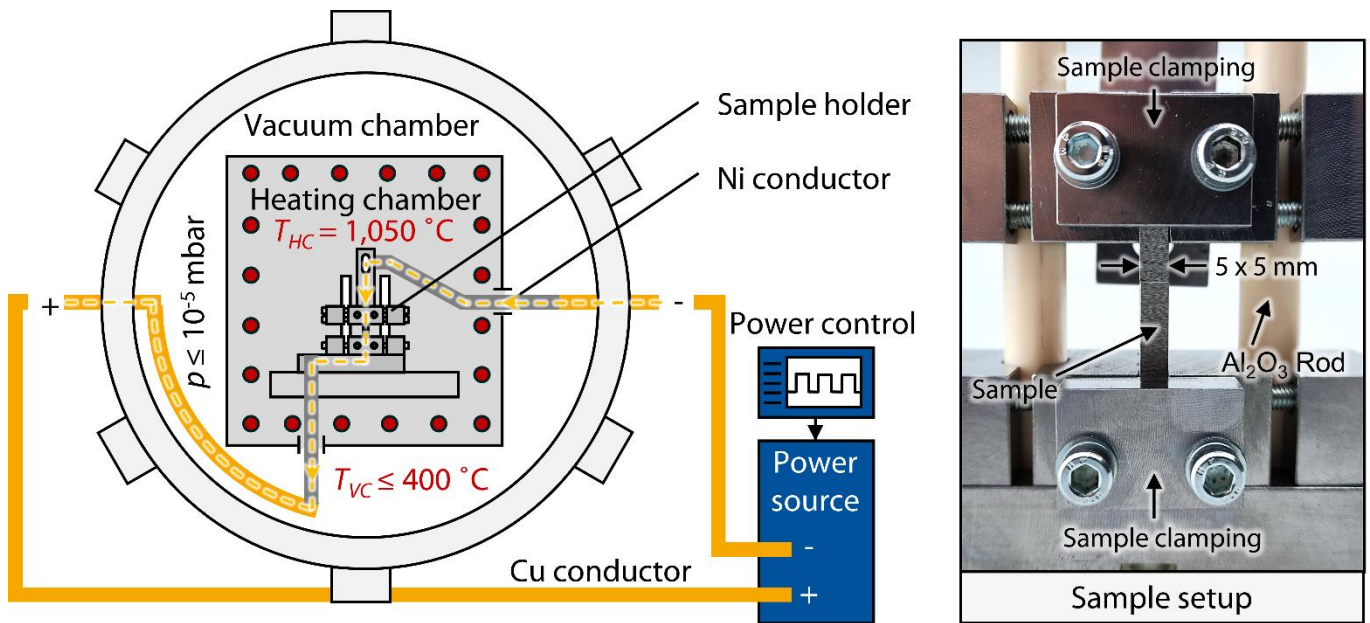 Vacuum chamber
Heating chamber
T_HC = 1,050 °C
p ≤ 10⁻⁵ mbar
T_VC ≤ 400 °C
+
-
Sample holder
Ni conductor
Power control
Power
source
-
+
Cu conductor
Sample clamping
5 x 5 mm
Al₂O₃ Rod
Sample
Sample clamping
Sample setup